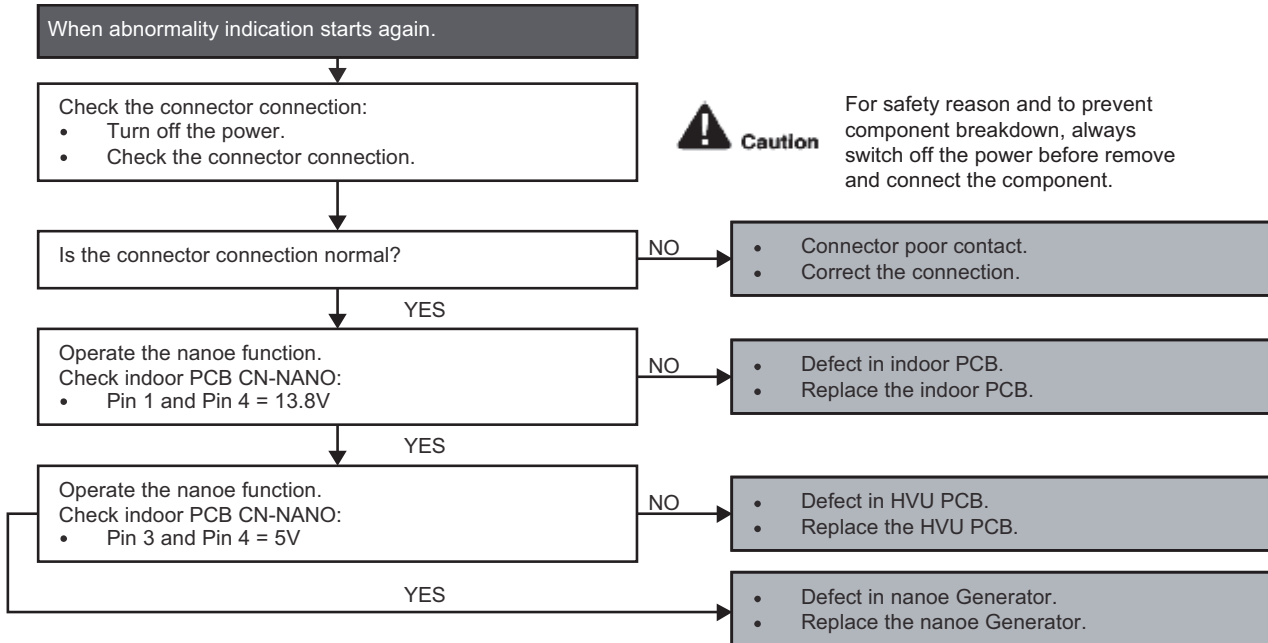 When abnormality indication starts again.
Check the connector connection:
• Turn off the power.
• Check the connector connection.
Caution
For safety reason and to prevent
component breakdown, always
switch off the power before remove
and connect the component.
Is the connector connection normal?
NO
• Connector poor contact.
• Correct the connection.
YES
Operate the nanoe function.
Check indoor PCB CN-NANO:
• Pin 1 and Pin 4 = 13.8V
NO
• Defect in indoor PCB.
• Replace the indoor PCB.
YES
Operate the nanoe function.
Check indoor PCB CN-NANO:
• Pin 3 and Pin 4 = 5V
NO
• Defect in HVU PCB.
• Replace the HVU PCB.
YES
• Defect in nanoe Generator.
• Replace the nanoe Generator.